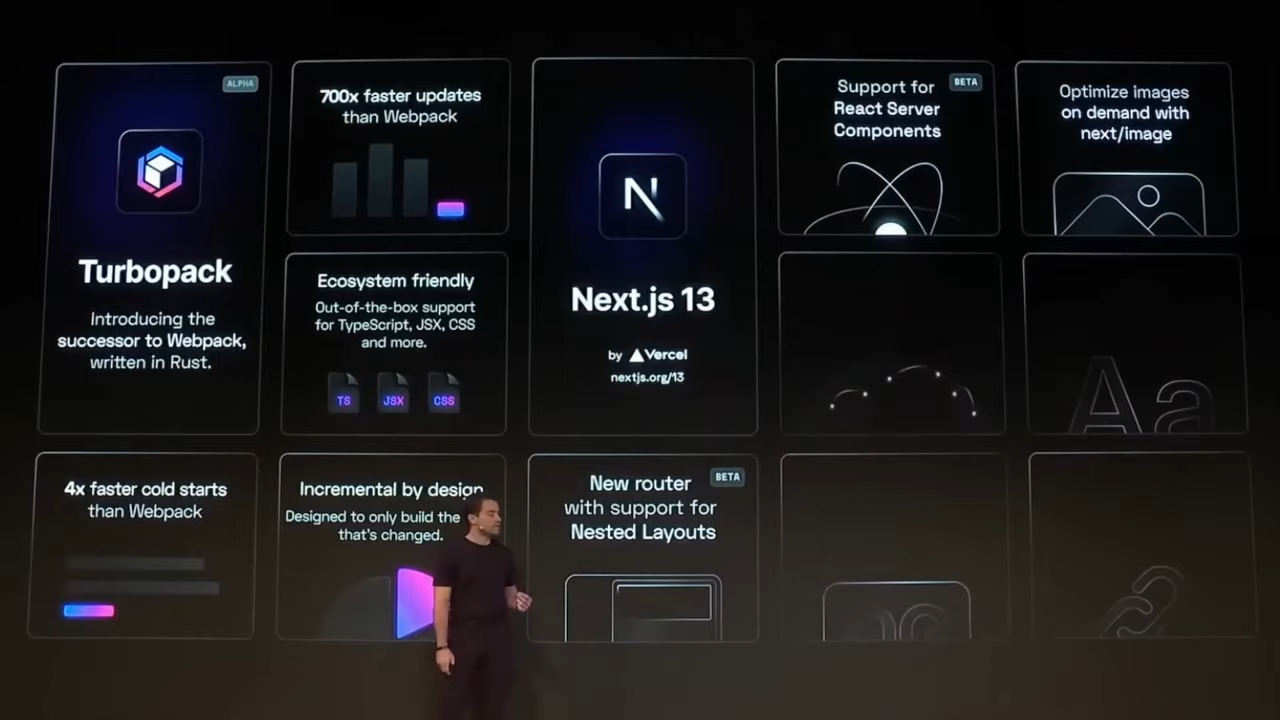 ALPHA
Turbopack
Introducing the
successor to Webpack,
written in Rust.
700x faster updates
than Webpack
Ecosystem friendly
Out-of-the-box support
for TypeScript, JSX, CSS
and more.
TS
JSX
CSS
4x faster cold starts
than Webpack
Incremental by design
Designed to only build the
that's changed.
N
Next.js 13
by Vercel
nextjs.org/13
New router
BETA
with support for
Nested Layouts
Support for
BETA
React Server
Components
Optimize images
on demand with
next/image
Aa